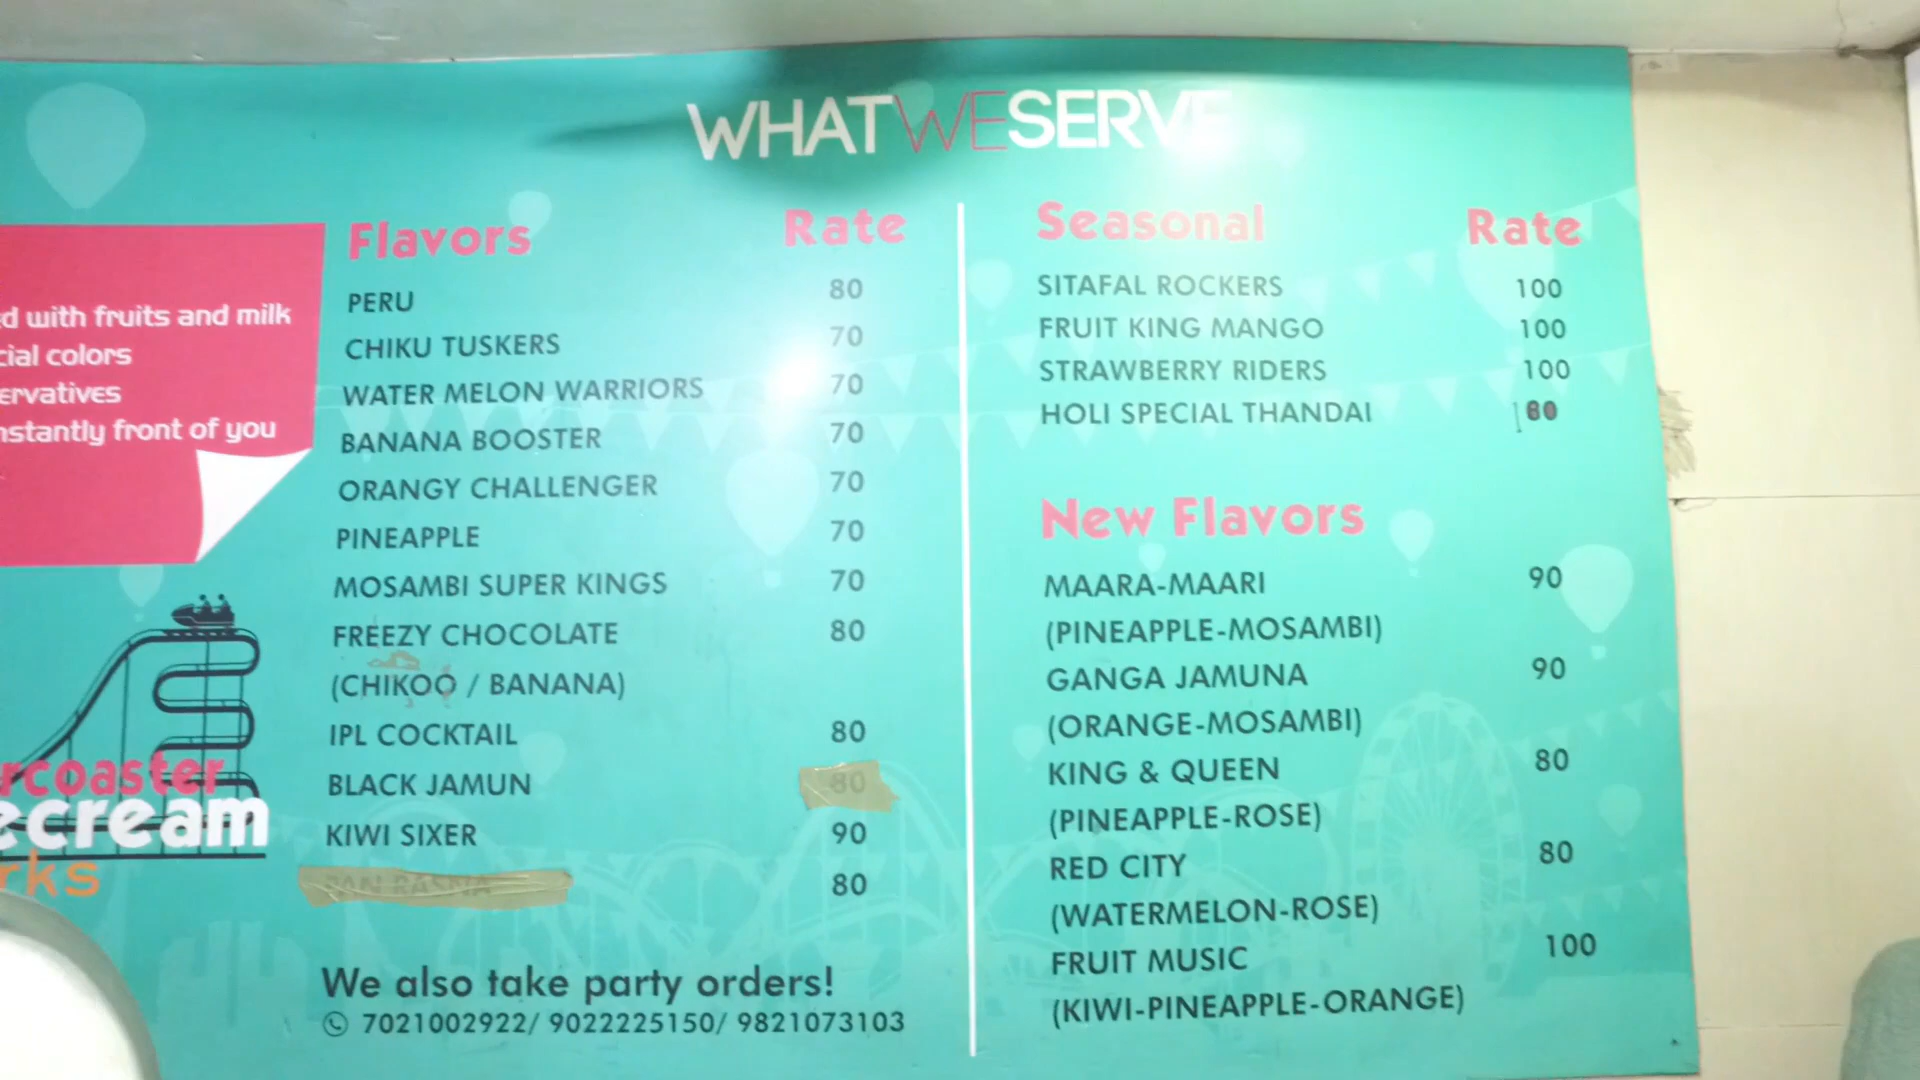 WHATWESERVE
d with fruits and milk
cial colors
ervatives
nstantly front of you
rcoaster
ecream
rks
Flavors Rate
PERU 80
CHIKU TUSKERS 70
WATER MELON WARRIORS 70
BANANA BOOSTER 70
ORANGY CHALLENGER 70
PINEAPPLE 70
MOSAMBI SUPER KINGS 70
FREEZY CHOCOLATE 80
(CHIKOO / BANANA)
IPL COCKTAIL 80
BLACK JAMUN 80
KIWI SIXER 90
80
We also take party orders!
7021002922/ 9022225150/ 9821073103
Seasonal Rate
SITAFAL ROCKERS 100
FRUIT KING MANGO 100
STRAWBERRY RIDERS 100
HOLI SPECIAL THANDAI
New Flavors
MAARA-MAARI 90
(PINEAPPLE-MOSAMBI)
GANGA JAMUNA 90
(ORANGE-MOSAMBI)
KING & QUEEN 80
(PINEAPPLE-ROSE)
RED CITY 80
(WATERMELON-ROSE)
FRUIT MUSIC 100
(KIWI-PINEAPPLE-ORANGE)